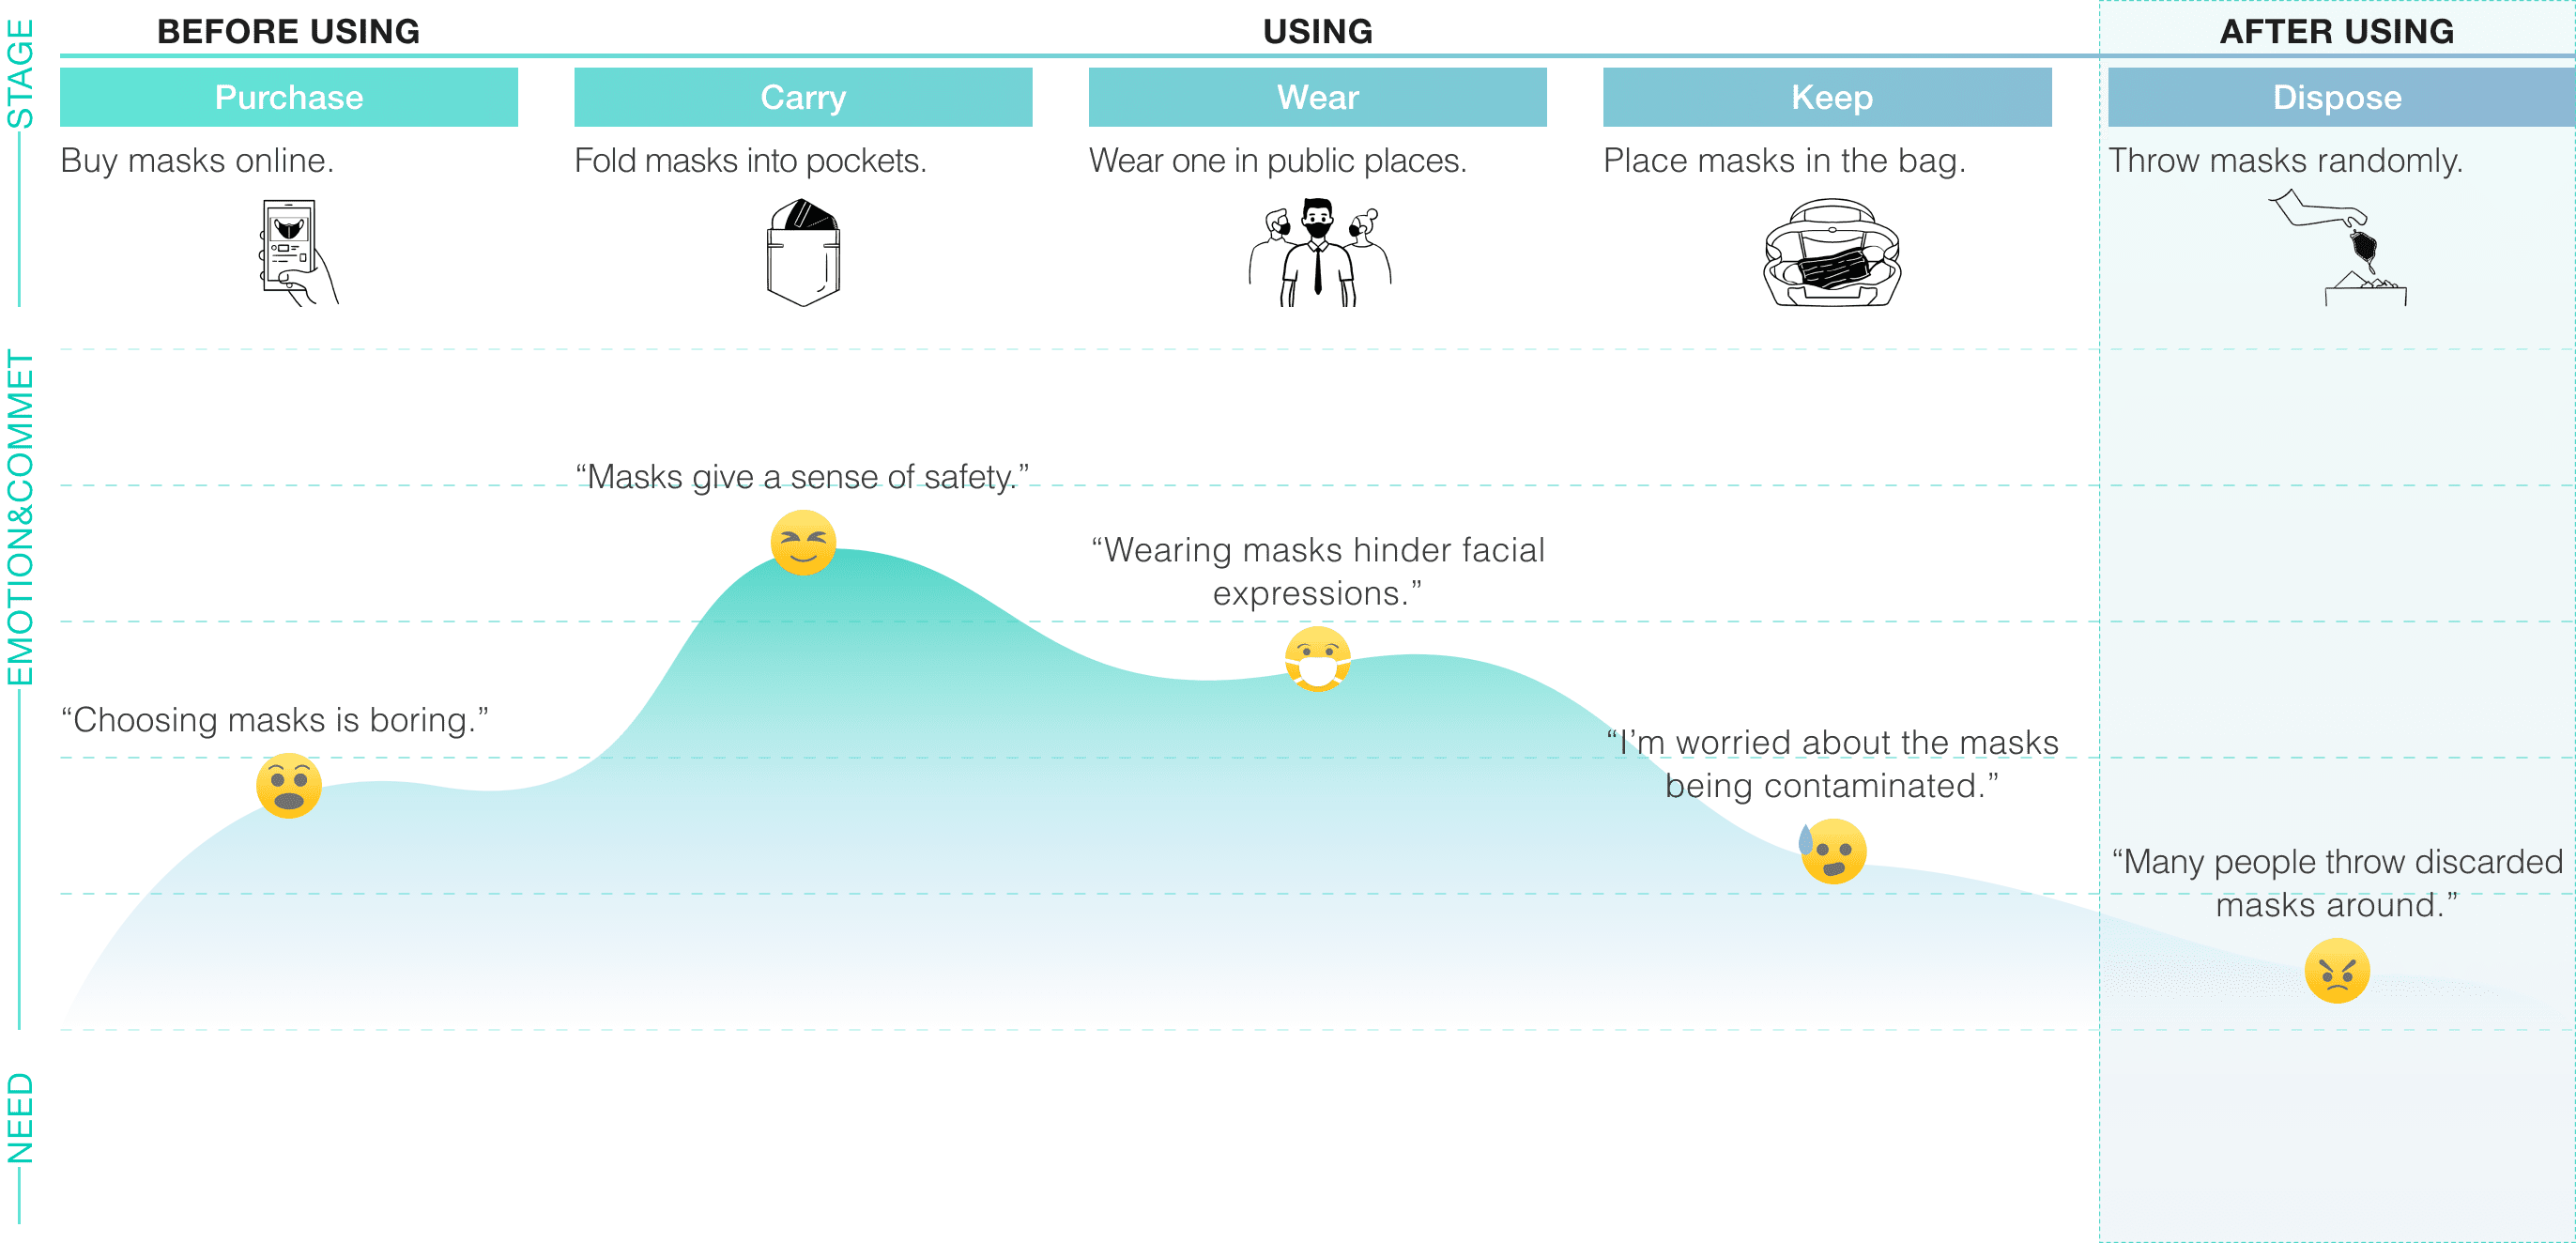 STAGE
BEFORE USING
USING
AFTER USING
Purchase
Carry
Wear
Keep
Dispose
Buy masks online.
Fold masks into pockets.
Wear one in public places.
Place masks in the bag.
Throw masks randomly.
EMOTION&COMMET
“Choosing masks is boring.”
“Masks give a sense of safety.”
“Wearing masks hinder facial
expressions.”
“I’m worried about the masks
being contaminated.”
“Many people throw discarded
masks around.”
NEED